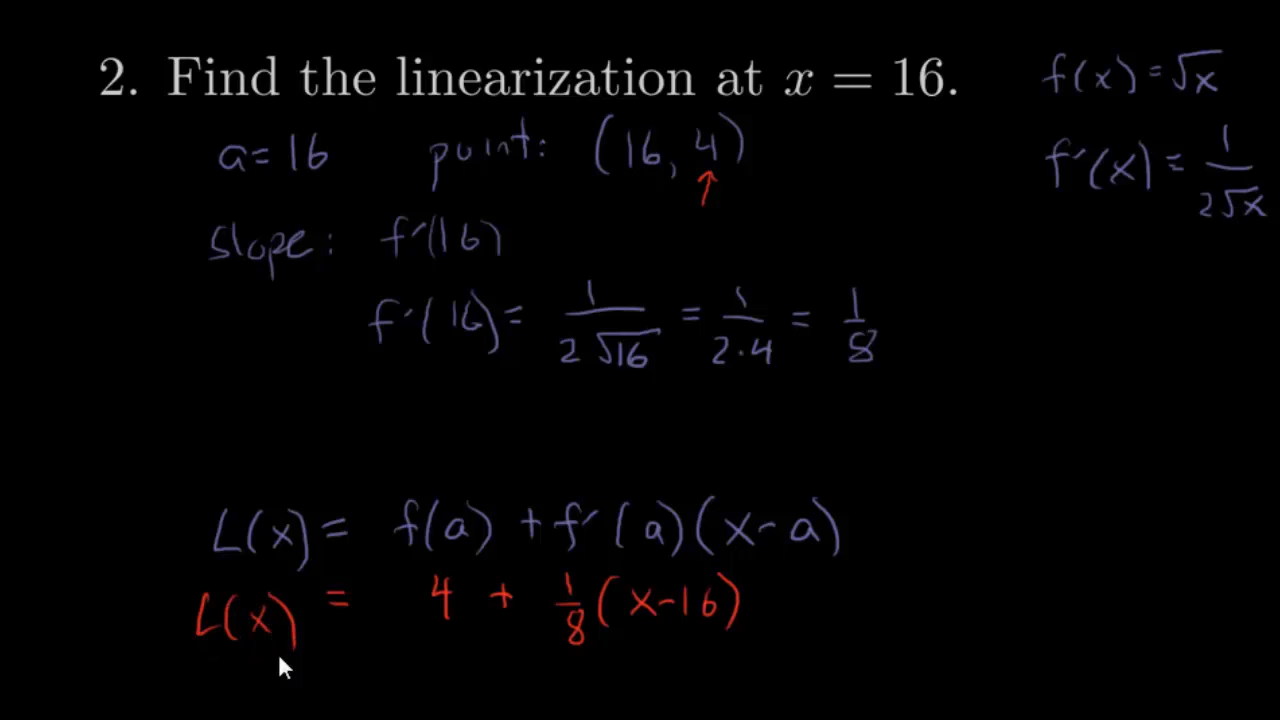 2. Find the linearization at x = 16.
f(x) = √x
a = 16 point: (16, 4)
f'(x) = 1/(2√x)
slope: f'(16)
f'(16) = 1/(2√16) = 1/(2·4) = 1/8
L(x) = f(a) + f'(a)(x - a)
L(x) = 4 + 1/8 (x - 16)